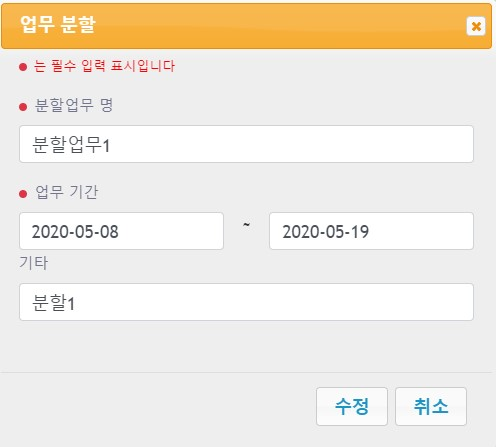 업무 분할
● 는 필수 입력 표시입니다
● 분할업무 명
분할업무1
● 업무 기간
2020-05-08 ~ 2020-05-19
기타
분할1
수정 취소